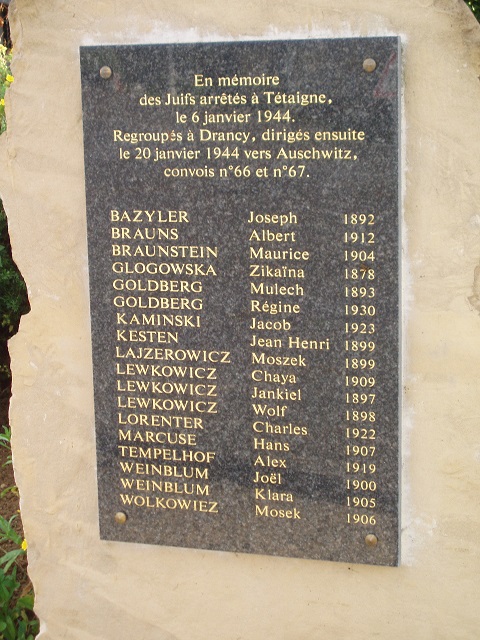 En mémoire
des Juifs arrêtés à Tétaigne,
le 6 janvier 1944.
Regroupés à Drancy, dirigés ensuite
le 20 janvier 1944 vers Auschwitz,
convois n°66 et n°67.
BAZYLER Joseph 1892
BRAUNS Albert 1912
BRAUNSTEIN Maurice 1904
GLOGOWSKA Zikaïna 1878
GOLDBERG Mulech 1893
GOLDBERG Régine 1930
KAMINSKI Jacob 1923
KESTEN Jean Henri 1899
LAJZEROWICZ Moszek 1899
LEWKOWICZ Chaya 1909
LEWKOWICZ Jankiel 1897
LEWKOWICZ Wolf 1898
LORENTER Charles 1922
MARCUSE Hans 1907
TEMPELHOF Alex 1919
WEINBLUM Joël 1900
WEINBLUM Klara 1905
WOLKOWIEZ Mosek 1906